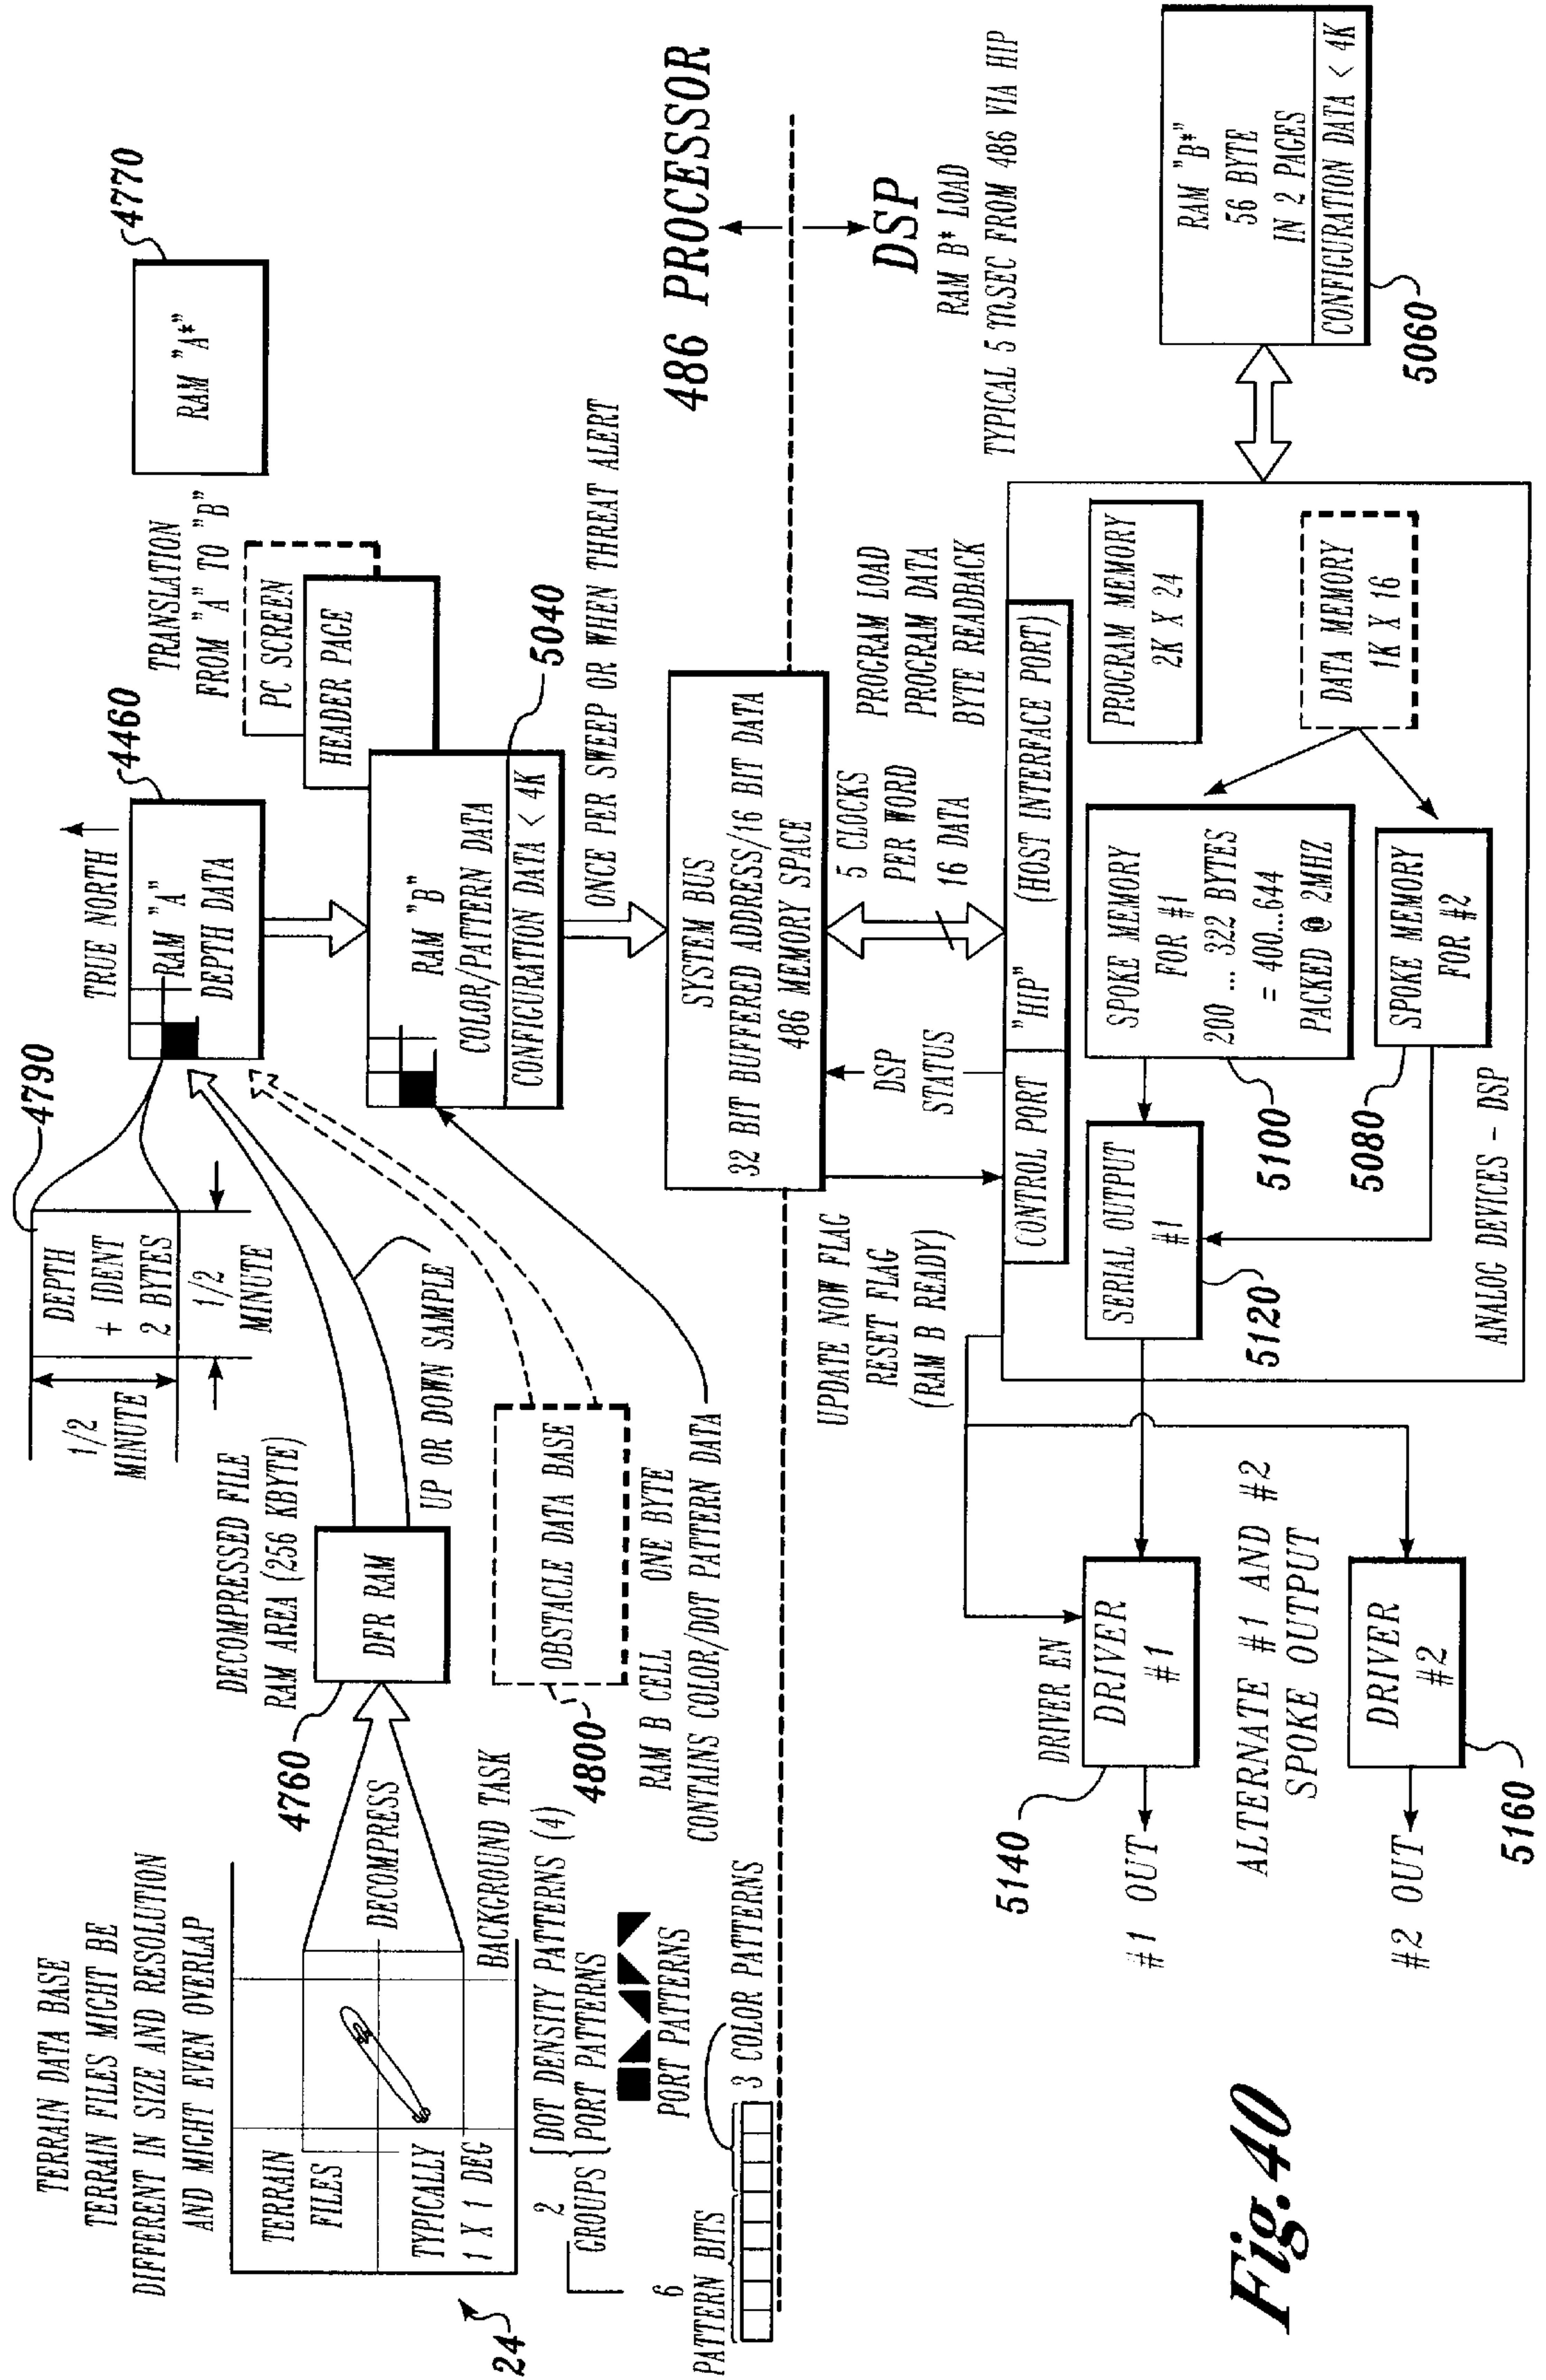 TERRAIN DATA BASE
TERRAIN FILES MIGHT BE
DIFFERENT IN SIZE AND RESOLUTION
AND MIGHT EVEN OVERLAP
TERRAIN
FILES
TYPICALLY
1 X 1 DEG
24
DECOMPRESS
BACKGROUND TASK
DECOMPRESSED FILE
RAM AREA (256 KBYTE)
DFR RAM
4760
UP OR DOWN SAMPLE
1/2
MINUTE
DEPTH
+ IDENT
2 BYTES
1/2
MINUTE
4790
TRUE NORTH
4460
RAM "A"
DEPTH DATA
TRANSLATION
FROM "A" TO "B"
RAM "A*"
4770
PC SCREEN
HEADER PAGE
RAM "B"
COLOR/PATTERN DATA
CONFIGURATION DATA < 4K
5040
OBSTACLE DATA BASE
4800
RAM B CELL ONE BYTE
CONTAINS COLOR/DOT PATTERN DATA
2
GROUPS
DOT DENSITY PATTERNS (4)
PORT PATTERNS
PORT PATTERNS
6
PATTERN BITS
3 COLOR PATTERNS
ONCE PER SWEEP OR WHEN THREAT ALERT
SYSTEM BUS
32 BIT BUFFERED ADDRESS/16 BIT DATA
486 MEMORY SPACE
486 PROCESSOR
DSP
RAM B* LOAD
TYPICAL 5 mSEC FROM 486 VIA HIP
UPDATE NOW FLAG
RESET FLAG
(RAM B READY)
DSP
STATUS
5 CLOCKS
PER WORD
16 DATA
PROGRAM LOAD
PROGRAM DATA
BYTE READBACK
CONTROL PORT
"HIP" (HOST INTERFACE PORT)
SERIAL OUTPUT
#1
5120
SPOKE MEMORY
FOR #1
200 ... 322 BYTES
= 400...644
PACKED @ 2MHZ
5100
PROGRAM MEMORY
2K X 24
SPOKE MEMORY
FOR #2
5080
DATA MEMORY
1K X 16
ANALOG DEVICES - DSP
RAM "B*"
56 BYTE
IN 2 PAGES
CONFIGURATION DATA < 4K
5060
DRIVER EN
DRIVER
#1
5140
#1 OUT
ALTERNATE #1 AND #2
SPOKE OUTPUT
DRIVER
#2
#2 OUT
5160
Fig.40